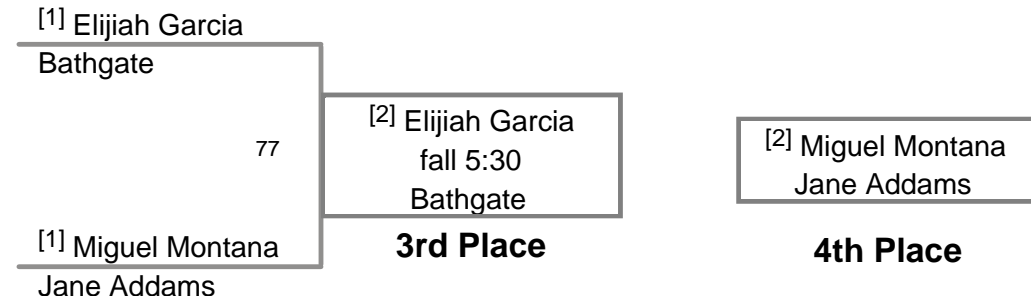 [1] Elijiah Garcia
Bathgate
77
[1] Miguel Montana
Jane Addams
[2] Elijiah Garcia
fall 5:30
Bathgate
3rd Place
[2] Miguel Montana
Jane Addams
4th Place